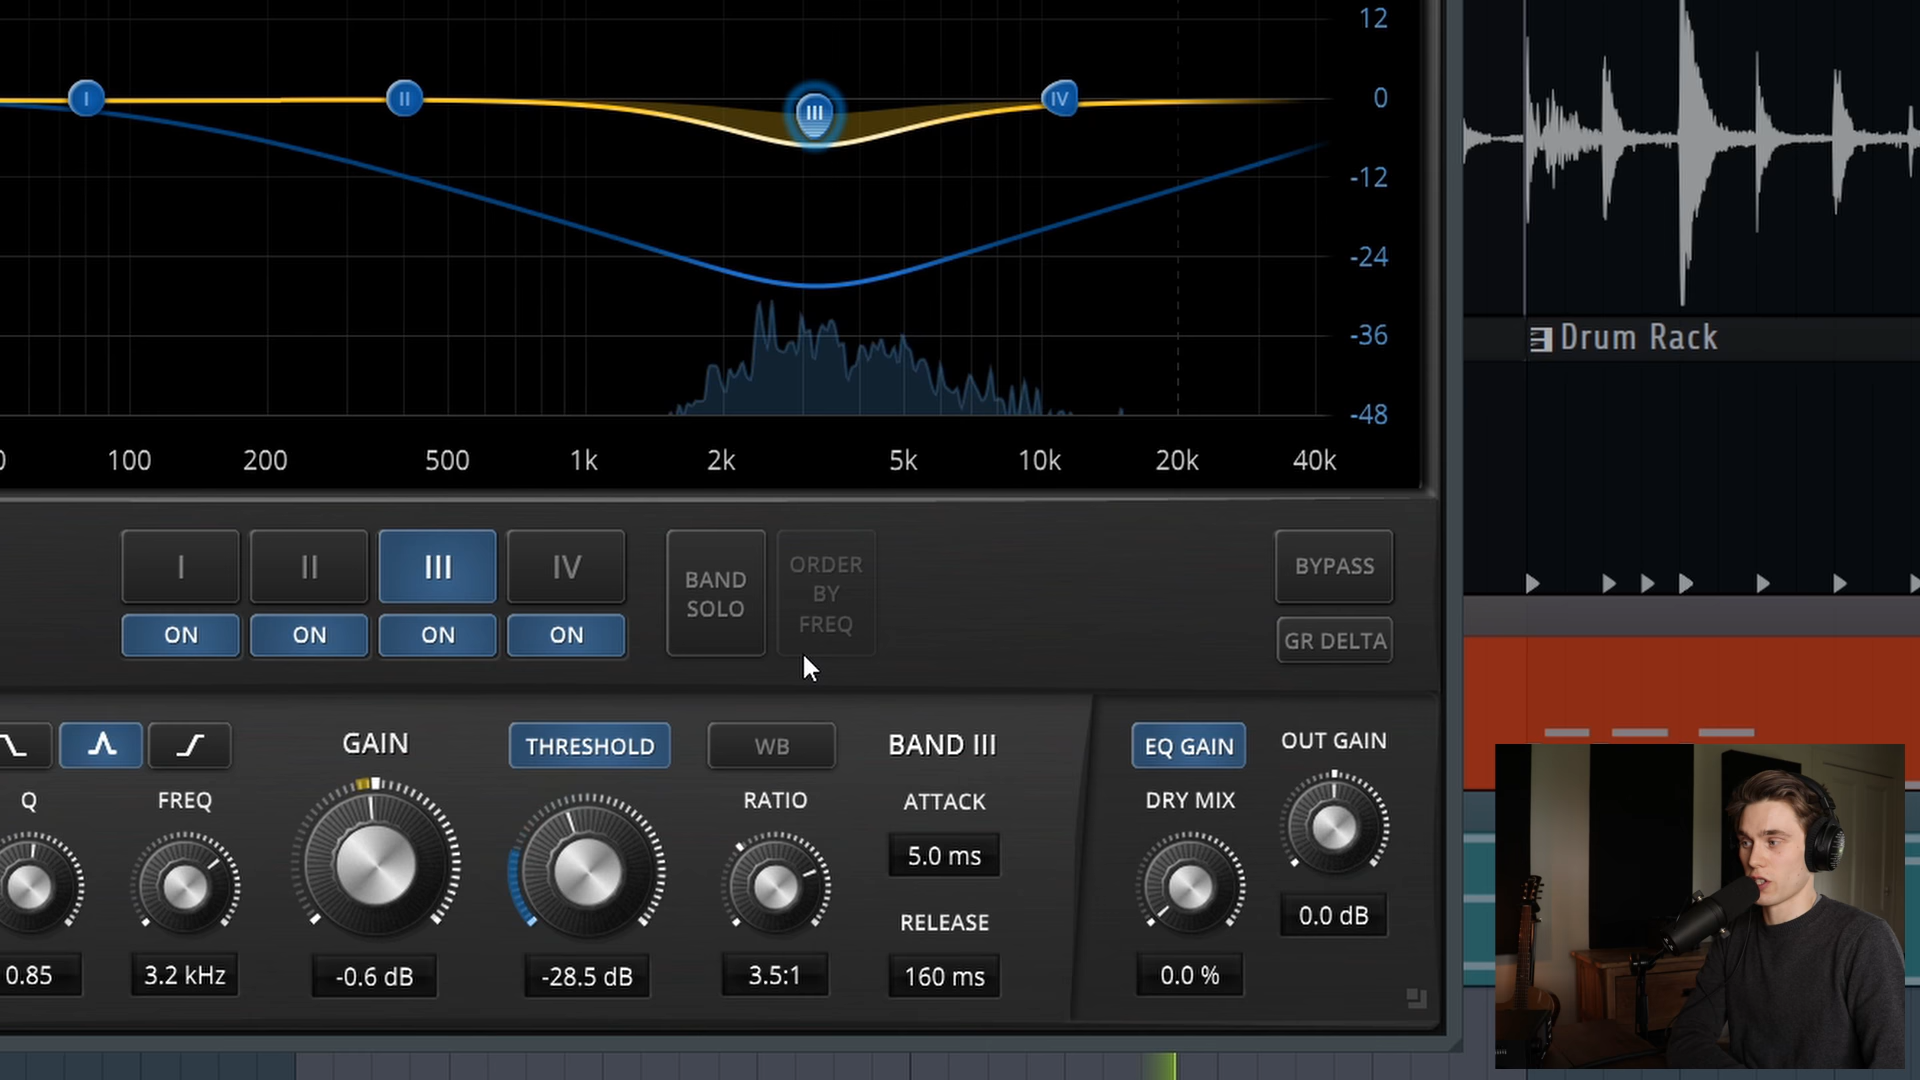 12
0
-12
-24
-36
-48
I
II
III
IV
Drum Rack
0
100
200
500
1k
2k
5k
10k
20k
40k
I
II
III
IV
ON
ON
ON
ON
BAND
SOLO
ORDER
BY
FREQ
BYPASS
GR DELTA
Q
0.85
FREQ
3.2 kHz
GAIN
-0.6 dB
THRESHOLD
-28.5 dB
WB
RATIO
3.5:1
BAND III
ATTACK
5.0 ms
RELEASE
160 ms
EQ GAIN
DRY MIX
0.0 %
OUT GAIN
0.0 dB